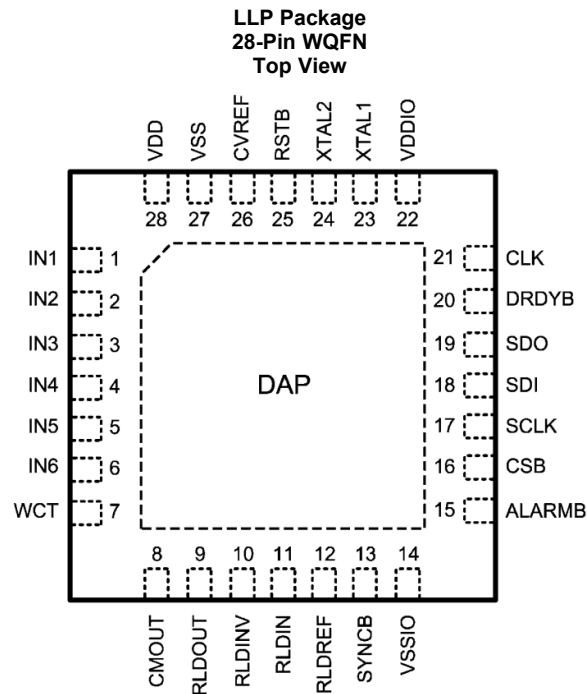 LLP Package
28-Pin WQFN
Top View
VDD
VSS
CVREF
RSTB
XTAL2
XTAL1
VDDIO
28 27 26 25 24 23 22
IN1 1
IN2 2
IN3 3
IN4 4
IN5 5
IN6 6
WCT 7
DAP
21 CLK
20 DRDYB
19 SDO
18 SDI
17 SCLK
16 CSB
15 ALARMB
8 9 10 11 12 13 14
CMOUT
RLDOUT
RLDINV
RLDIN
RLDREF
SYNCB
VSSIO